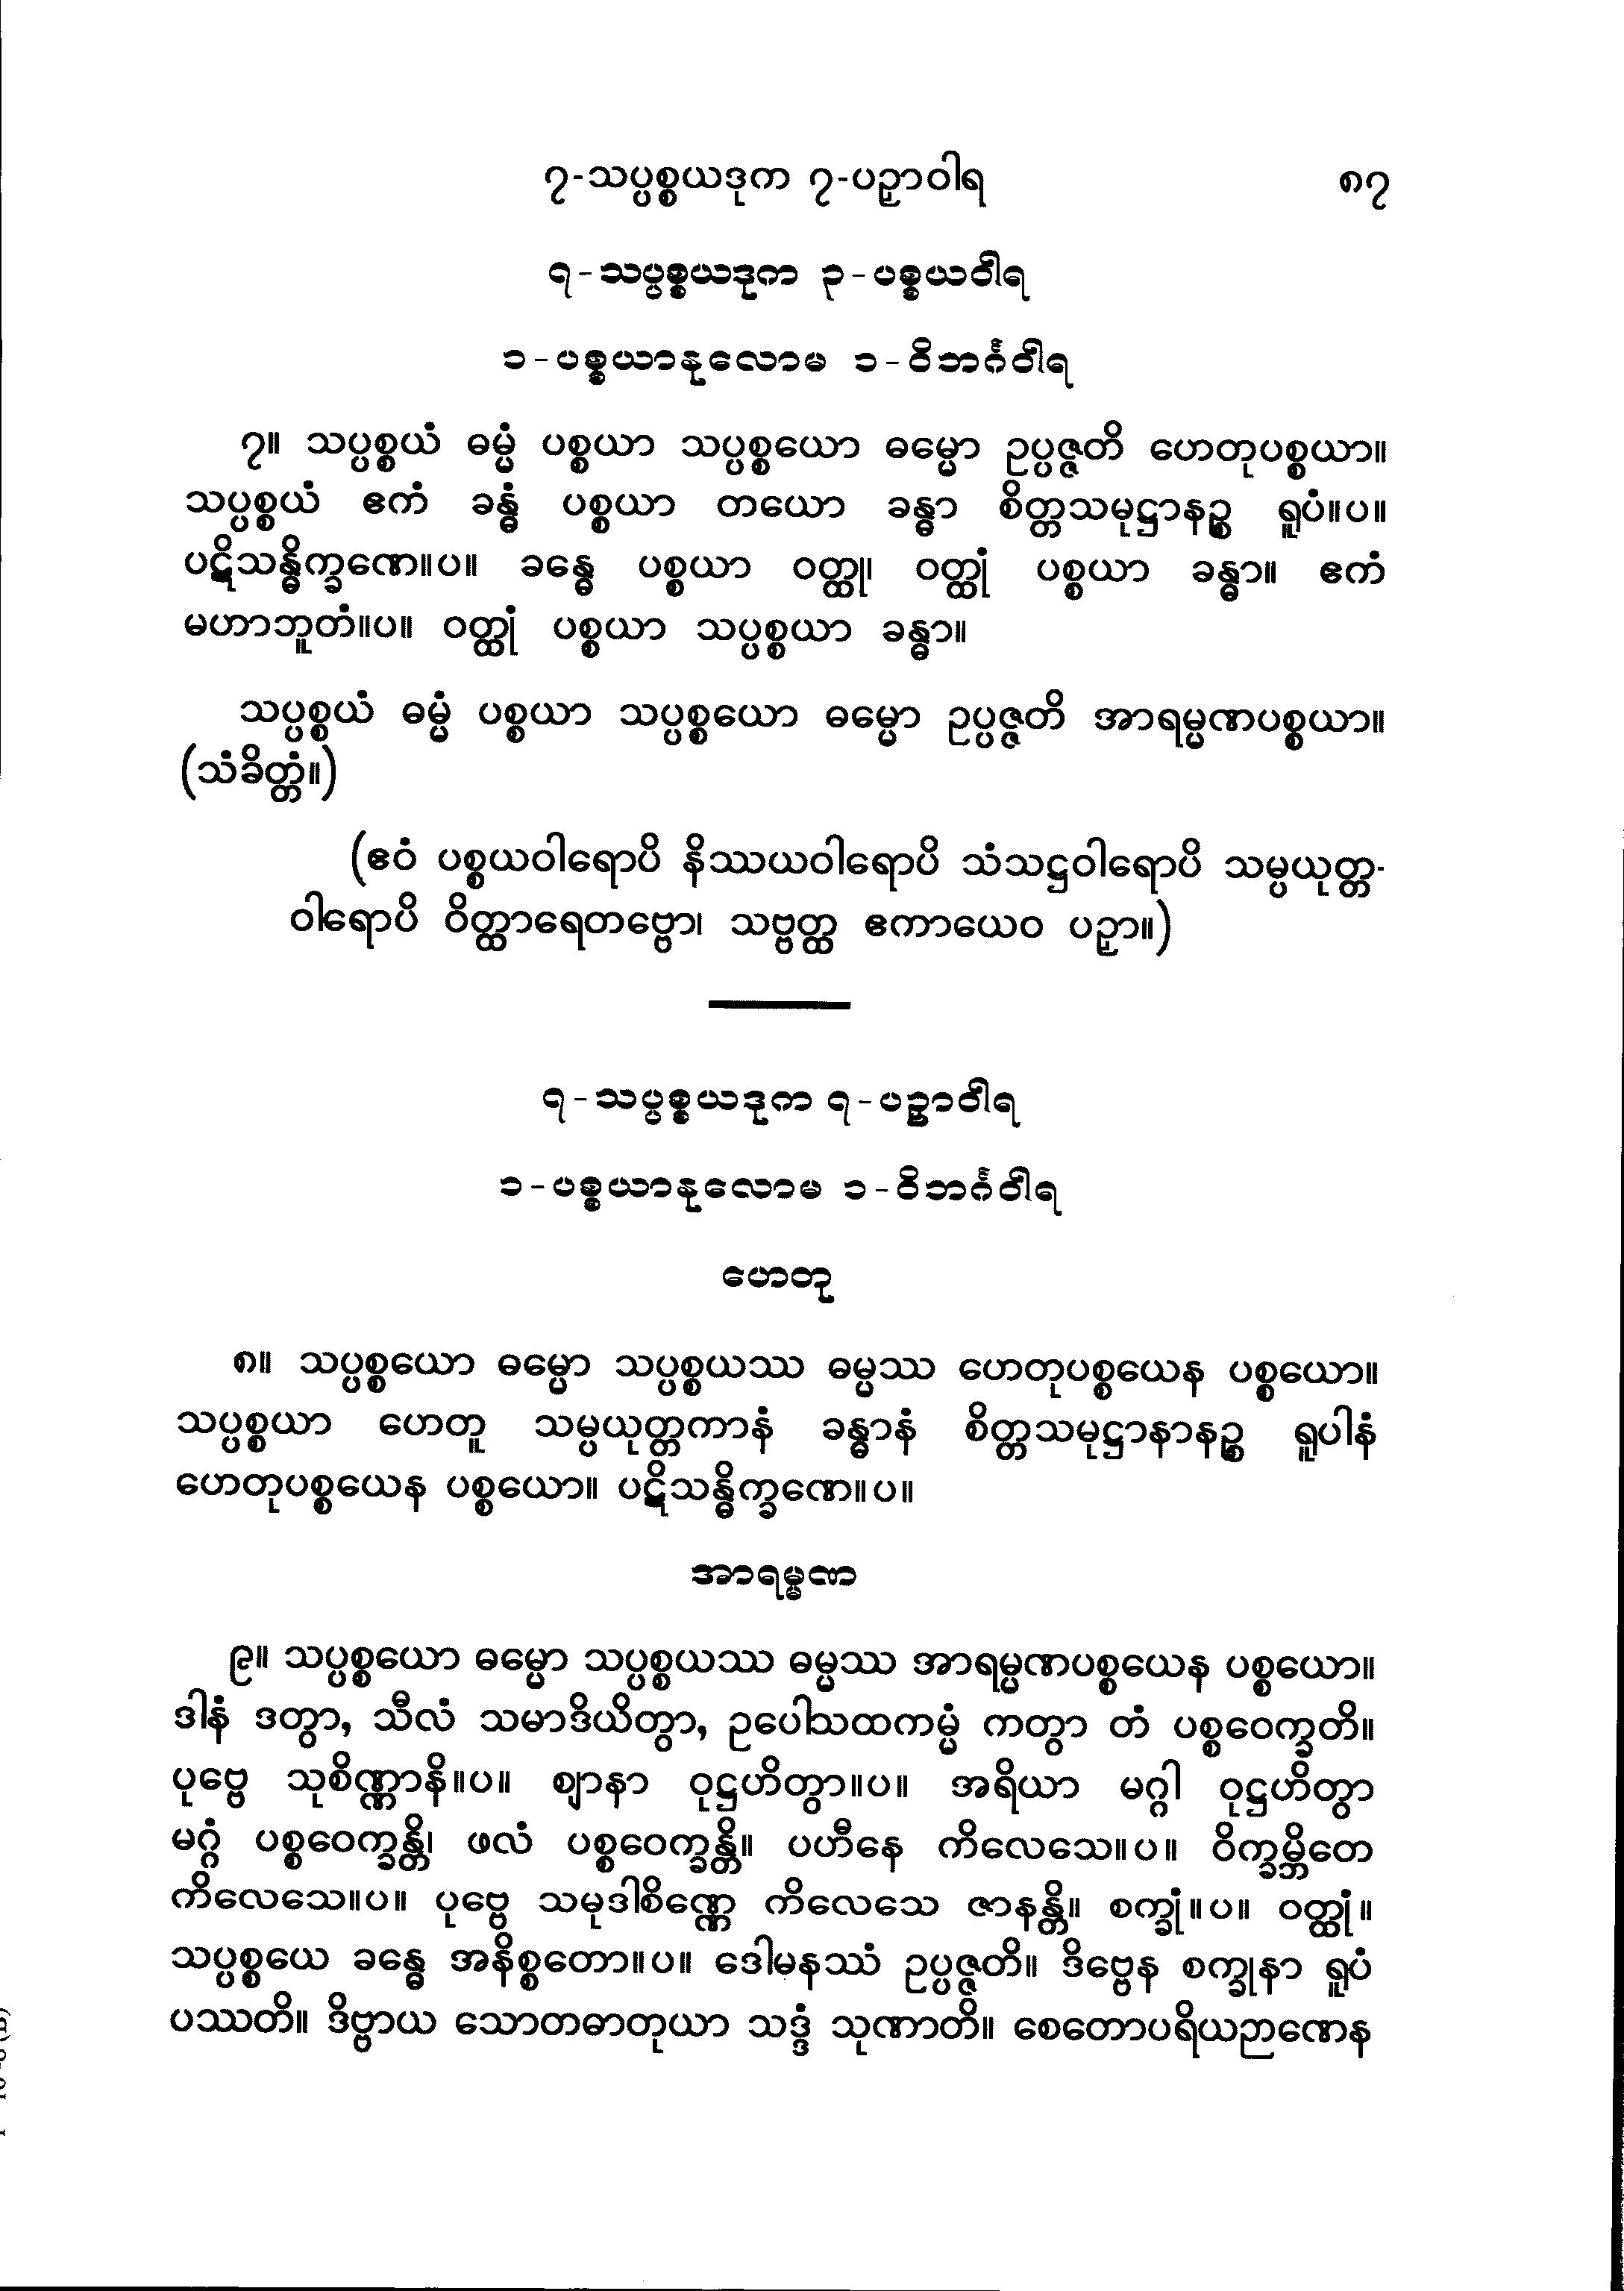 ၇-သပ္ပစ္စယဒုက ၇-ပဉှာဝါရ ၈၇
၇-သပ္ပစ္စယဒုက ၃-ပစ္စယဝါရ
၁-ပစ္စယာနုလောမ ၁-ဝိဘင်္ဂဝါရ
၇။ သပ္ပစ္စယံ ဓမ္မံ ပစ္စယာ သပ္ပစ္စယော ဓမ္မော ဥပ္ပဇ္ဇတိ ဟေတုပစ္စယာ။
သပ္ပစ္စယံ ဧကံ ခန္ဓံ ပစ္စယာ တယော ခန္ဓာ စိတ္တသမုဋ္ဌာနဉ္စ ရူပံ။ပ။
ပဋိသန္ဓိက္ခဏေ။ပ။ ခန္ဓေ ပစ္စယာ ဝတ္ထု၊ ဝတ္ထုံ ပစ္စယာ ခန္ဓာ။ ဧကံ
မဟာဘူတံ။ပ။ ဝတ္ထုံ ပစ္စယာ သပ္ပစ္စယာ ခန္ဓာ။
သပ္ပစ္စယံ ဓမ္မံ ပစ္စယာ သပ္ပစ္စယော ဓမ္မော ဥပ္ပဇ္ဇတိ အာရမ္မဏပစ္စယာ။
(သံခိတ္တံ။)
(ဧဝံ ပစ္စယဝါရောပိ နိဿယဝါရောပိ သံသဋ္ဌဝါရောပိ သမ္ပယုတ္တ-
ဝါရောပိ ဝိတ္ထာရေတဗ္ဗော၊ သဗ္ဗတ္ထ ဧကာယေဝ ပဉှာ။)
၇-သပ္ပစ္စယဒုက ၇-ပဉှာဝါရ
၁-ပစ္စယာနုလောမ ၁-ဝိဘင်္ဂဝါရ
ဟေတု
၈။ သပ္ပစ္စယော ဓမ္မော သပ္ပစ္စယဿ ဓမ္မဿ ဟေတုပစ္စယေန ပစ္စယော။
သပ္ပစ္စယာ ဟေတူ သမ္ပယုတ္တကာနံ ခန္ဓာနံ စိတ္တသမုဋ္ဌာနာနဉ္စ ရူပါနံ
ဟေတုပစ္စယေန ပစ္စယော။ ပဋိသန္ဓိက္ခဏေ။ပ။
အာရမ္မဏ
၉။ သပ္ပစ္စယော ဓမ္မော သပ္ပစ္စယဿ ဓမ္မဿ အာရမ္မဏပစ္စယေန ပစ္စယော။
ဒါနံ ဒတွာ, သီလံ သမာဒိယိတွာ, ဥပေါသထကမ္မံ ကတွာ တံ ပစ္စဝေက္ခတိ။
ပုဗ္ဗေ သုစိဏ္ဏာနိ။ပ။ ဈာနာ ဝုဋ္ဌဟိတွာ။ပ။ အရိယာ မဂ္ဂါ ဝုဋ္ဌဟိတွာ
မဂ္ဂံ ပစ္စဝေက္ခန္တိ၊ ဖလံ ပစ္စဝေက္ခန္တိ။ ပဟီနေ ကိလေသေ။ပ။ ဝိက္ခမ္ဘိတေ
ကိလေသေ။ပ။ ပုဗ္ဗေ သမုဒါစိဏ္ဏေ ကိလေသေ ဇာနန္တိ။ စက္ခုံ။ပ။ ဝတ္ထုံ။
သပ္ပစ္စယေ ခန္ဓေ အနိစ္စတော။ပ။ ဒေါမနဿံ ဥပ္ပဇ္ဇတိ။ ဒိဗ္ဗေန စက္ခုနာ ရူပံ
ပဿတိ။ ဒိဗ္ဗာယ သောတဓာတုယာ သဒ္ဒံ သုဏာတိ။ စေတောပရိယဉာဏေန